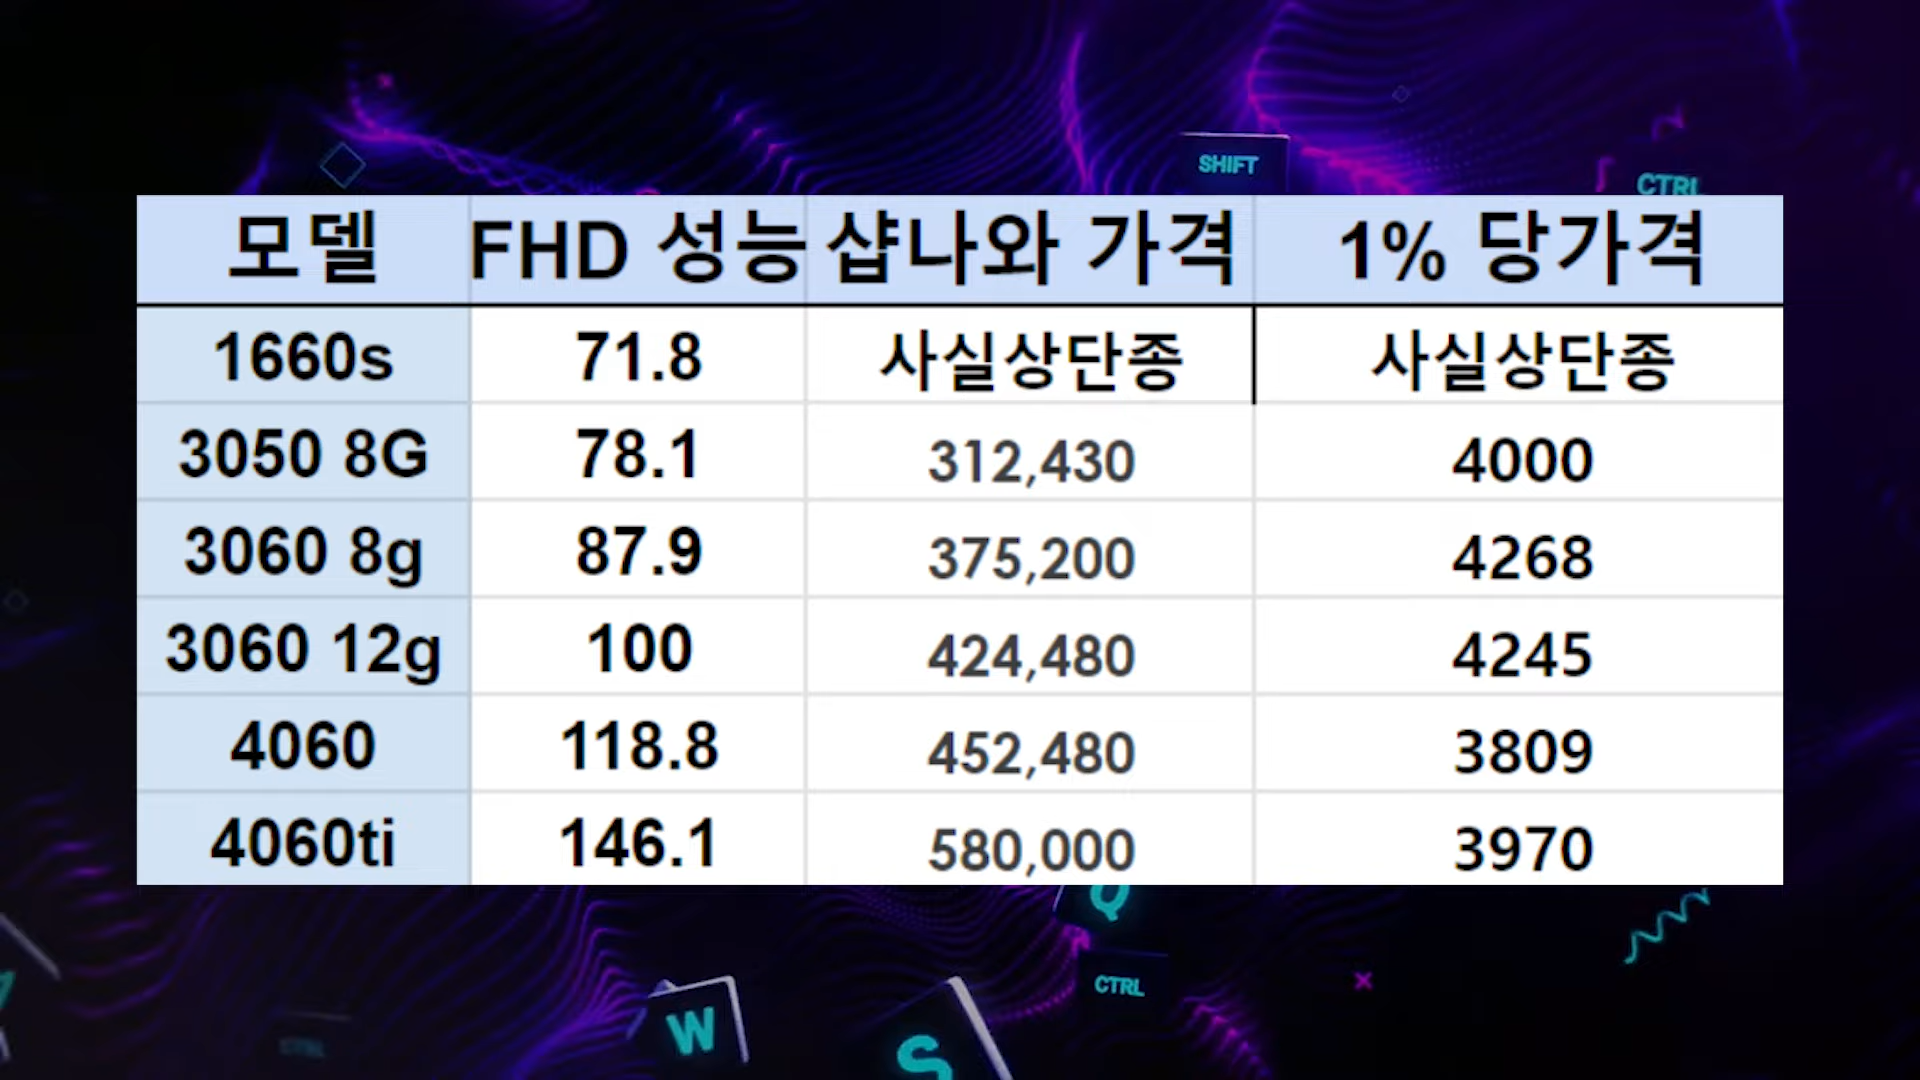 SHIFT
CTRL
모델 FHD 성능 샵나와 가격 1% 당가격
1660s 71.8 사실상단종 사실상단종
3050 8G 78.1 312,430 4000
3060 8g 87.9 375,200 4268
3060 12g 100 424,480 4245
4060 118.8 452,480 3809
4060ti 146.1 580,000 3970
Q
CTRL
W
S
CTRL